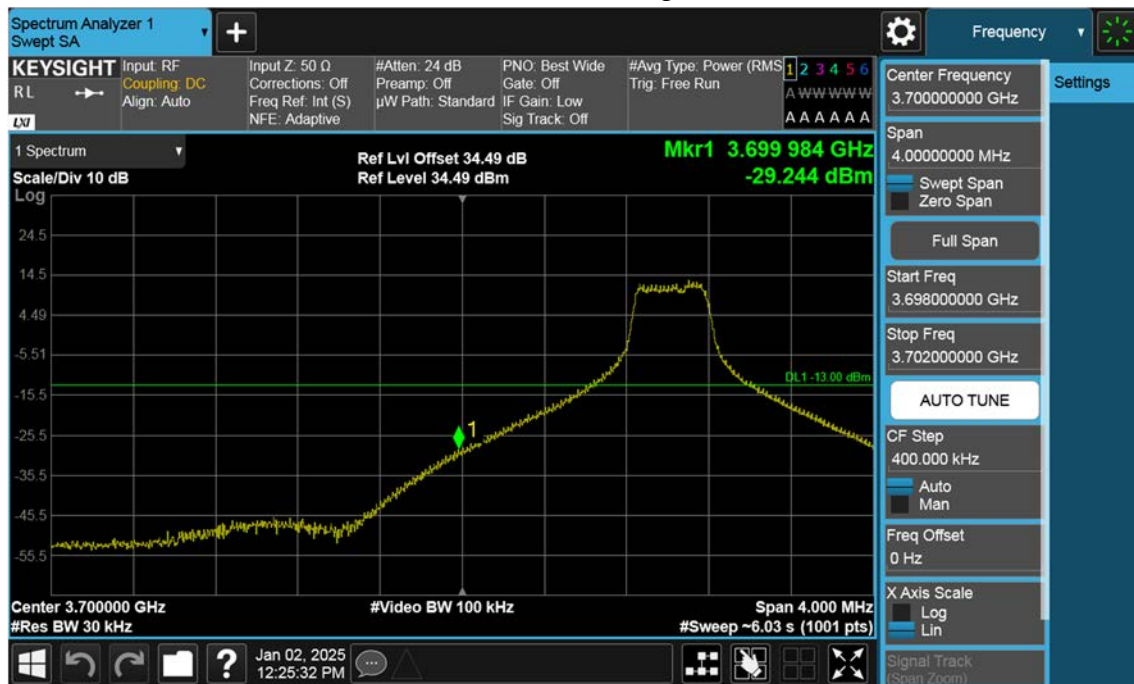 Spectrum Analyzer 1
Swept SA
+
Frequency
KEYSIGHT
RL
LXI
Input: RF
Coupling: DC
Align: Auto
Input Z: 50 Ω
Corrections: Off
Freq Ref: Int (S)
NFE: Adaptive
#Atten: 24 dB
Preamp: Off
µW Path: Standard
PNO: Best Wide
Gate: Off
IF Gain: Low
Sig Track: Off
#Avg Type: Power (RMS
Trig: Free Run
1 2 3 4 5 6
A W W W W W
A A A A A A
1 Spectrum
Scale/Div 10 dB
Ref Lvl Offset 34.49 dB
Ref Level 34.49 dBm
Mkr1 3.699 984 GHz
-29.244 dBm
Log
24.5
14.5
4.49
-5.51
-15.5
-25.5
-35.5
-45.5
-55.5
DL1 -13.00 dBm
1
Center 3.700000 GHz
#Res BW 30 kHz
#Video BW 100 kHz
Span 4.000 MHz
#Sweep ~6.03 s (1001 pts)
Center Frequency
3.700000000 GHz
Settings
Span
4.00000000 MHz
Swept Span
Zero Span
Full Span
Start Freq
3.698000000 GHz
Stop Freq
3.702000000 GHz
AUTO TUNE
CF Step
400.000 kHz
Auto
Man
Freq Offset
0 Hz
X Axis Scale
Log
Lin
Signal Track
(Span Zoom)
?
Jan 02, 2025
12:25:32 PM